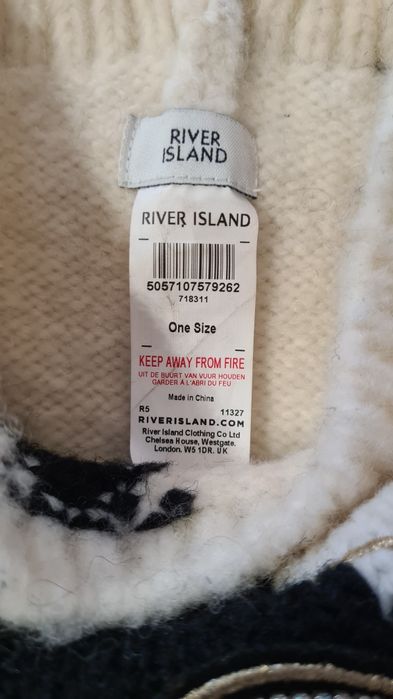 RIVER
ISLAND
RIVER ISLAND
5057107579262
718311
One Size
KEEP AWAY FROM FIRE
UIT DE BUURT VAN VUUR HOUDEN
GARDER À L'ABRI DU FEU
Made in China
R5 11327
RIVERISLAND.COM
River Island Clothing Co Ltd
Chelsea House, Westgate.
London. W5 1DR. UK